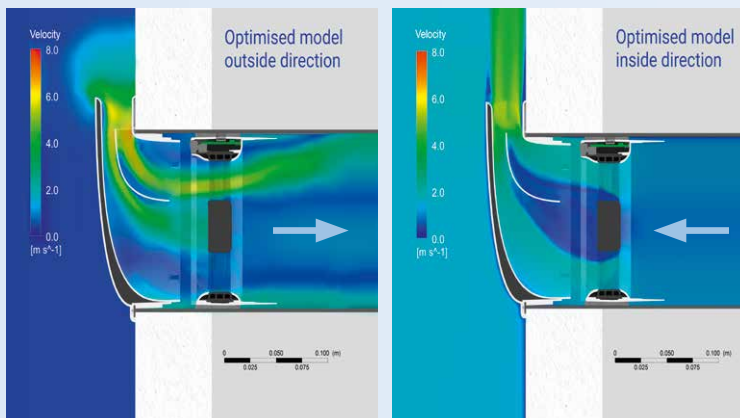 Velocity
8.0
6.0
4.0
2.0
0.0
[m s^-1]
Optimised model
outside direction
0 0.050 0.100 (m)
0.025 0.075
Velocity
8.0
6.0
4.0
2.0
0.0
[m s^-1]
Optimised model
inside direction
0 0.050 0.100 (m)
0.025 0.075